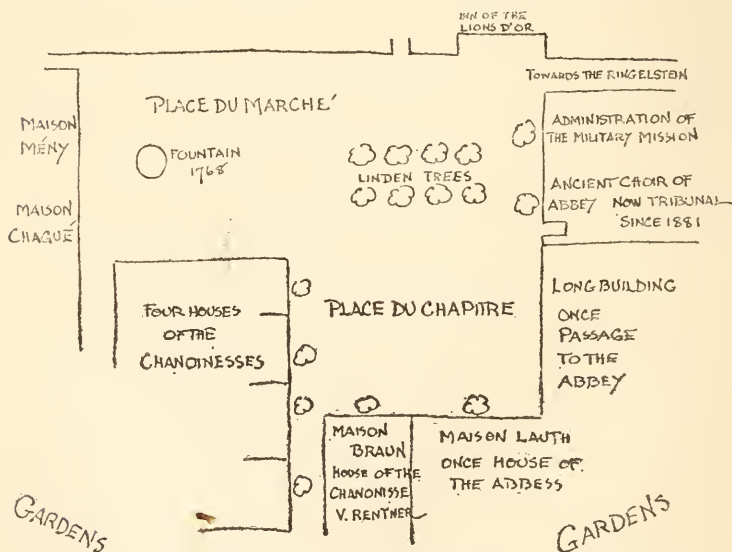 INN OF THE
LIONS D'OR
TOWARDS THE RINGELSTEIN
PLACE DU MARCHÉ
MAISON
MÉNY
FOUNTAIN
1768
LINDEN TREES
ADMINISTRATION OF
THE MILITARY MISSION
ANCIENT CHOIR OF
ABBEY NOW TRIBUNAL
SINCE 1881
MAISON
CHAGUÉ
FOUR HOUSES
OF THE
CHANOINESSES
PLACE DU CHAPITRE
LONG BUILDING
ONCE
PASSAGE
TO THE
ABBEY
MAISON
BRAUN
HOUSE OF THE
CHANONISSE
V. RENTNER
MAISON LAUTH
ONCE HOUSE OF
THE ABBESS
GARDENS
GARDENS